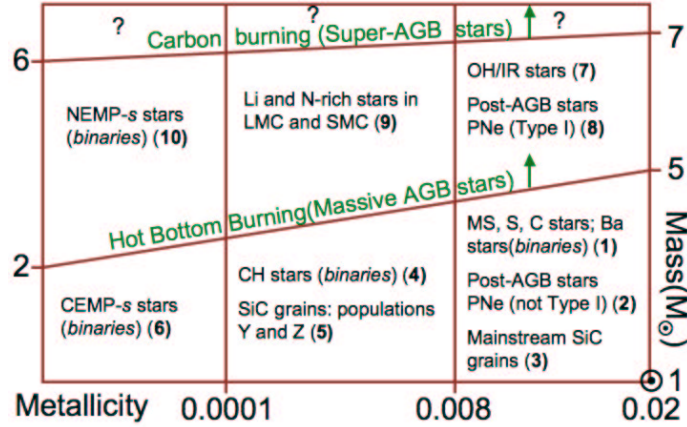 ? ? ?
Carbon burning (Super-AGB stars)
6
7
OH/IR stars (7)
NEMP-s stars
(binaries) (10)
Li and N-rich stars in
LMC and SMC (9)
Post-AGB stars
PNe (Type I) (8)
5
Hot Bottom Burning(Massive AGB stars)
2
MS, S, C stars; Ba
stars(binaries) (1)
CH stars (binaries) (4)
Post-AGB stars
PNe (not Type I) (2)
CEMP-s stars
(binaries) (6)
SiC grains: populations
Y and Z (5)
Mainstream SiC
grains (3)
Mass(M☉)
1
Metallicity 0.0001 0.008 0.02